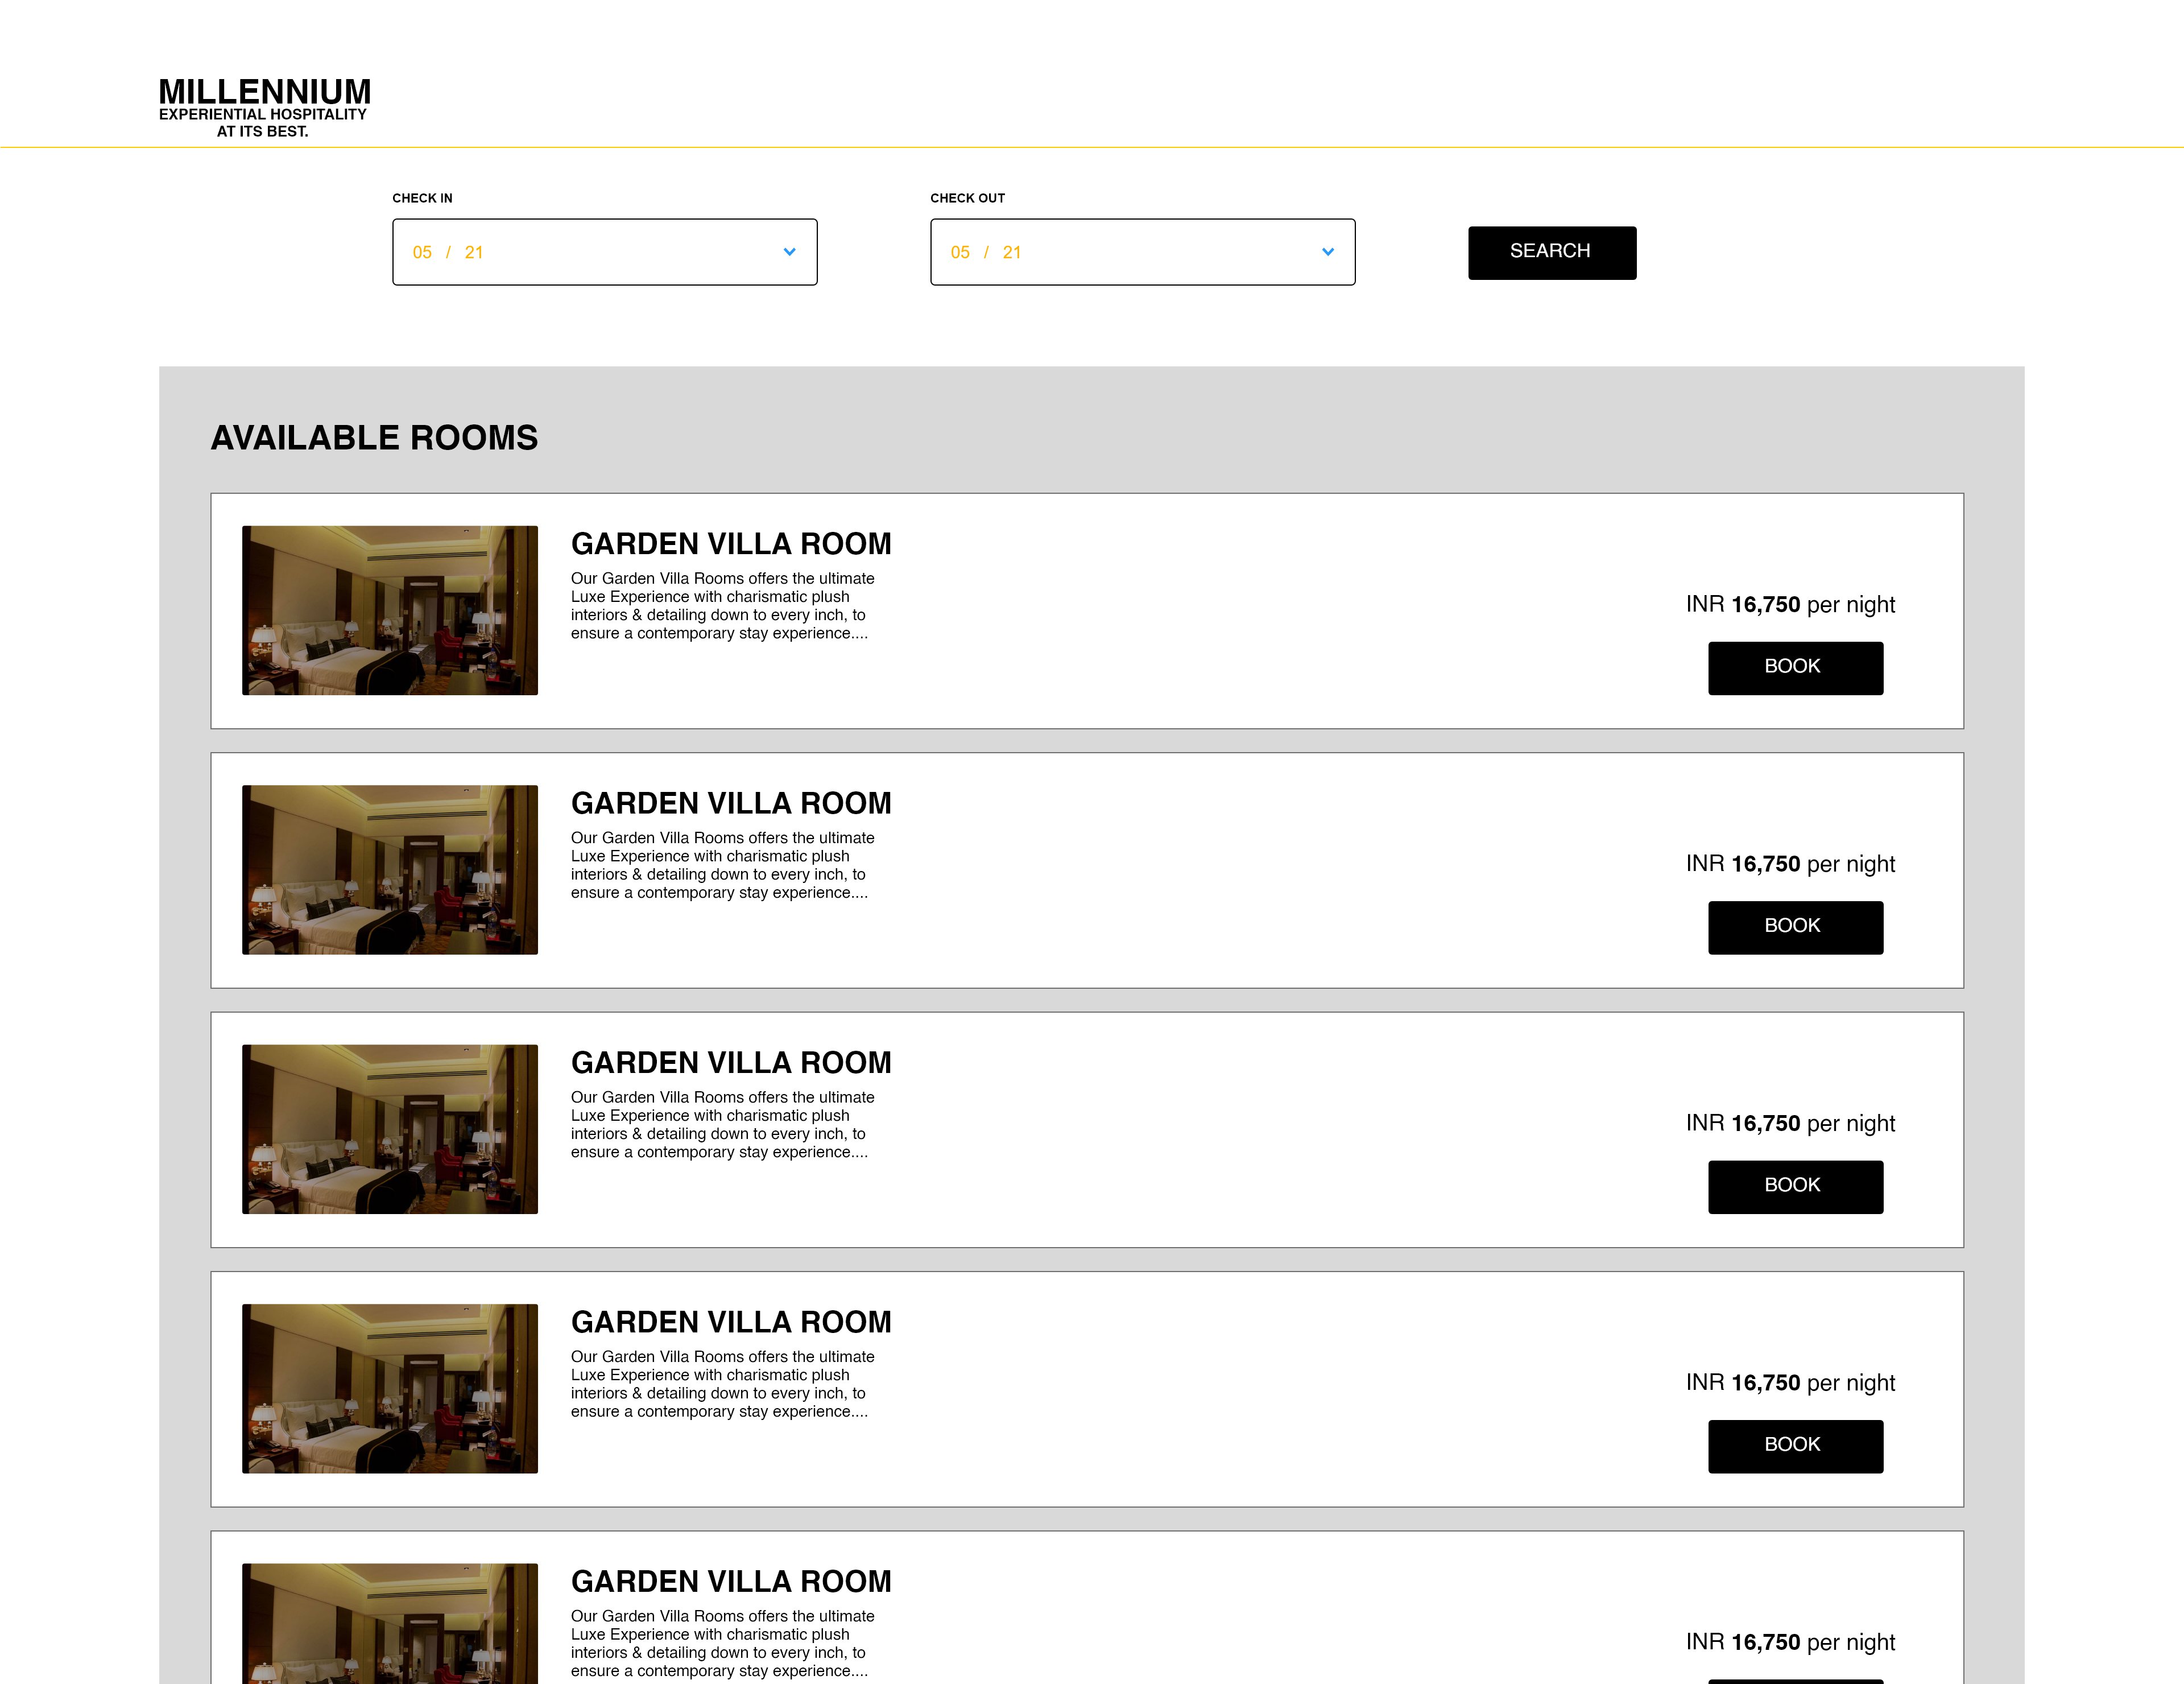 MILLENNIUM
EXPERIENTIAL HOSPITALITY
AT ITS BEST.
CHECK IN
05 / 21
CHECK OUT
05 / 21
SEARCH
AVAILABLE ROOMS
GARDEN VILLA ROOM
Our Garden Villa Rooms offers the ultimate
Luxe Experience with charismatic plush
interiors & detailing down to every inch, to
ensure a contemporary stay experience....
INR 16,750 per night
BOOK
GARDEN VILLA ROOM
Our Garden Villa Rooms offers the ultimate
Luxe Experience with charismatic plush
interiors & detailing down to every inch, to
ensure a contemporary stay experience....
INR 16,750 per night
BOOK
GARDEN VILLA ROOM
Our Garden Villa Rooms offers the ultimate
Luxe Experience with charismatic plush
interiors & detailing down to every inch, to
ensure a contemporary stay experience....
INR 16,750 per night
BOOK
GARDEN VILLA ROOM
Our Garden Villa Rooms offers the ultimate
Luxe Experience with charismatic plush
interiors & detailing down to every inch, to
ensure a contemporary stay experience....
INR 16,750 per night
BOOK
GARDEN VILLA ROOM
Our Garden Villa Rooms offers the ultimate
Luxe Experience with charismatic plush
interiors & detailing down to every inch, to
ensure a contemporary stay experience....
INR 16,750 per night